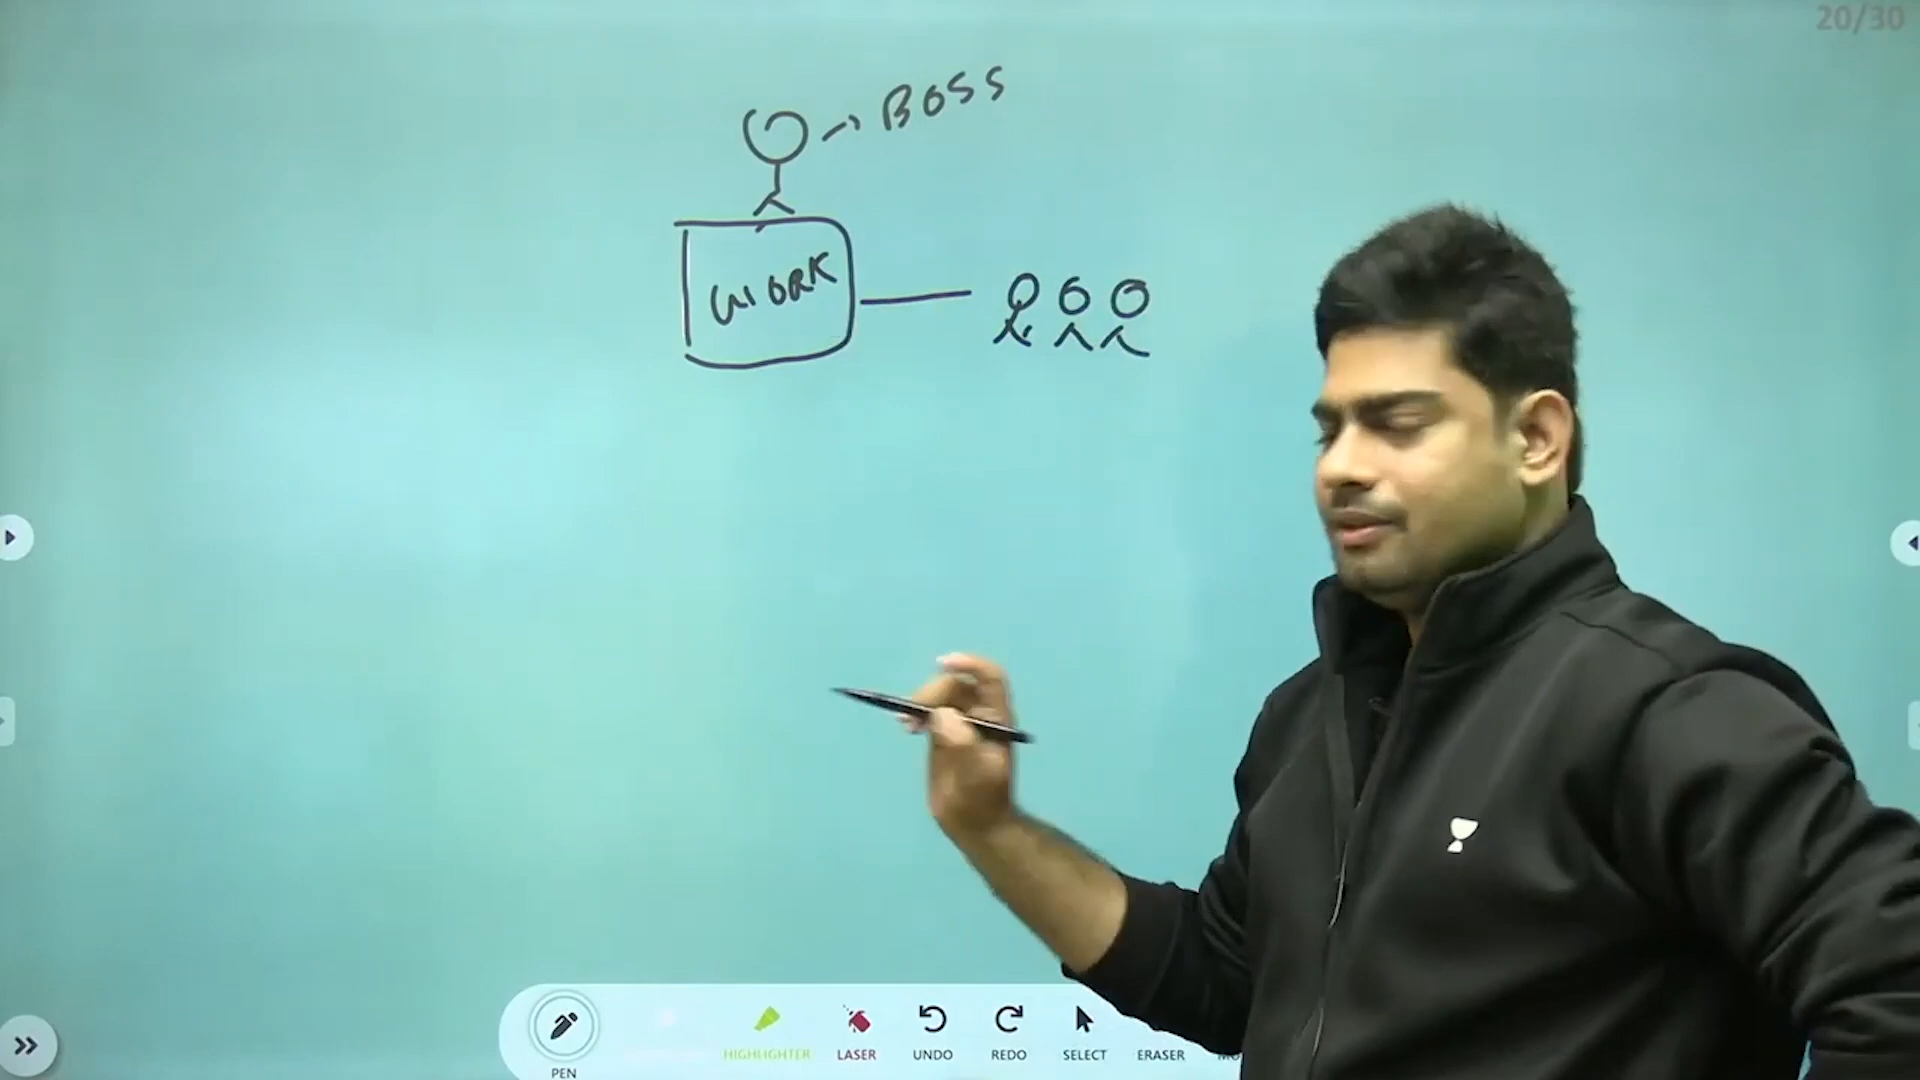 20/30
BOSS
WORK
HIGHLIGHTER
LASER
UNDO
REDO
SELECT
ERASER
PEN